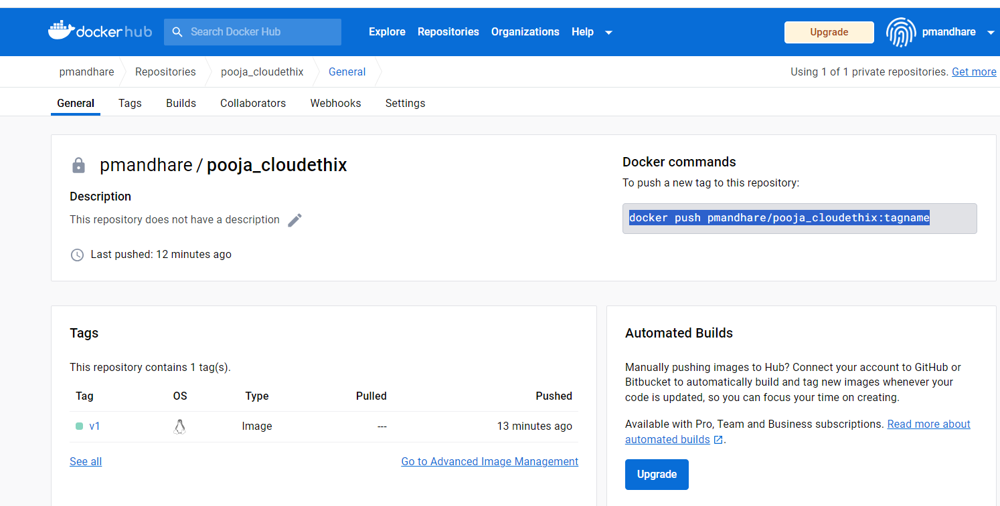 docker hub
Search Docker Hub
Explore Repositories Organizations Help
Upgrade
pmandhare
pmandhare Repositories pooja_cloudethix General
Using 1 of 1 private repositories. Get more
General Tags Builds Collaborators Webhooks Settings
pmandhare / pooja_cloudethix
Description
This repository does not have a description
Last pushed: 12 minutes ago
Docker commands
To push a new tag to this repository:
docker push pmandhare/pooja_cloudethix:tagname
Tags
This repository contains 1 tag(s).
Tag OS Type Pulled Pushed
v1 Image --- 13 minutes ago
See all Go to Advanced Image Management
Automated Builds
Manually pushing images to Hub? Connect your account to GitHub or
Bitbucket to automatically build and tag new images whenever your
code is updated, so you can focus your time on creating.
Available with Pro, Team and Business subscriptions. Read more about
automated builds .
Upgrade